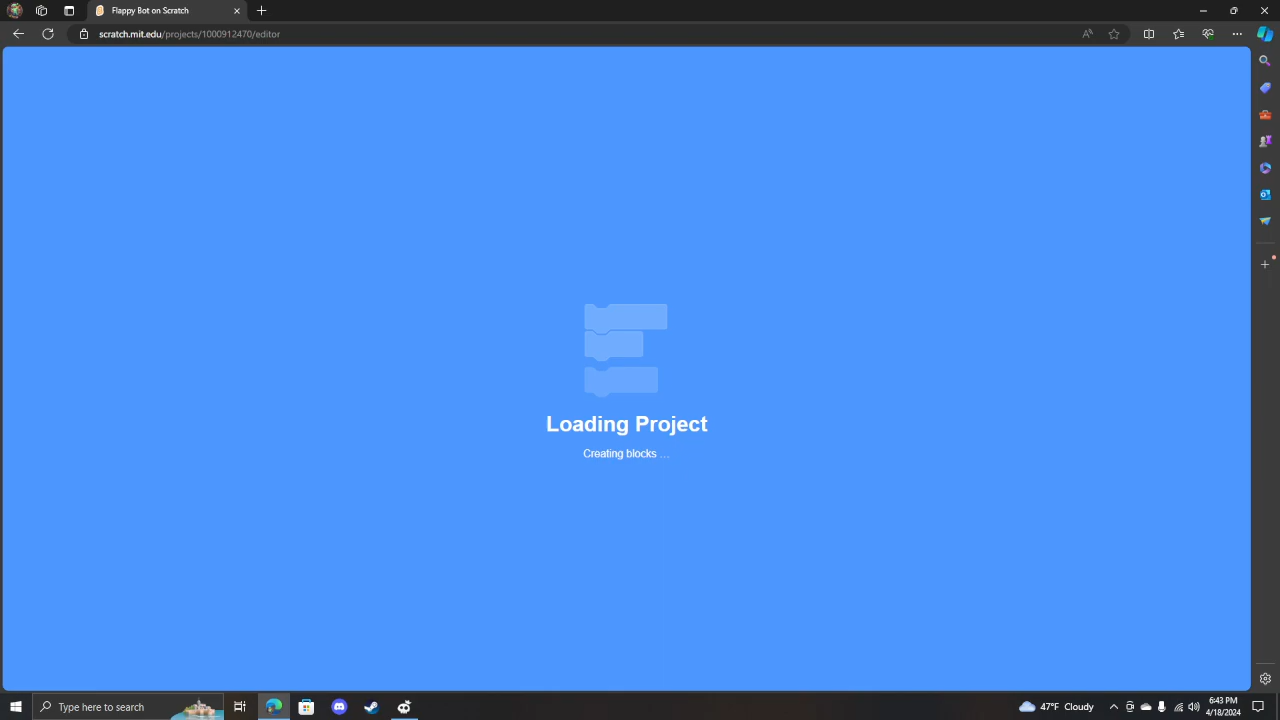 Flappy Bot on Scratch
scratch.mit.edu/projects/1000912470/editor
Loading Project
Creating blocks …
Type here to search
47°F Cloudy
6:43 PM
4/18/2024